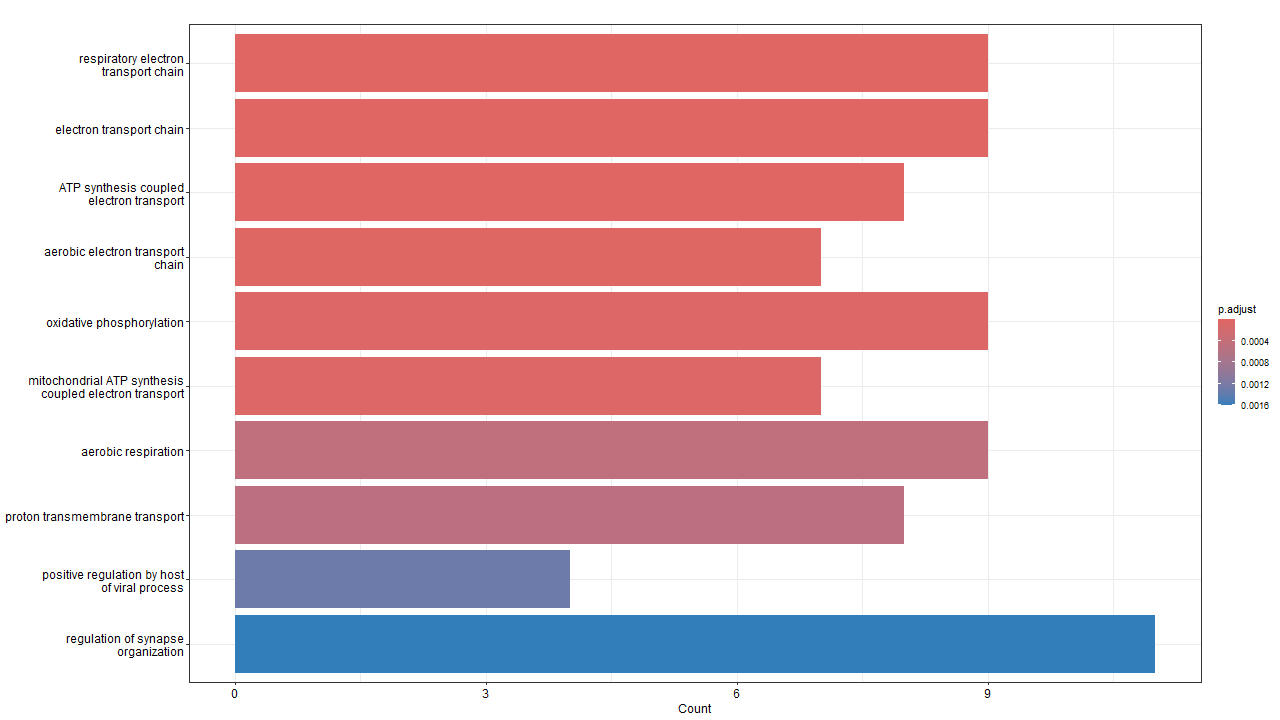 respiratory electron
transport chain
electron transport chain
ATP synthesis coupled
electron transport
aerobic electron transport
chain
oxidative phosphorylation
mitochondrial ATP synthesis
coupled electron transport
aerobic respiration
proton transmembrane transport
positive regulation by host
of viral process
regulation of synapse
organization
0 3 6 9
Count
p.adjust
0.0004
0.0008
0.0012
0.0016